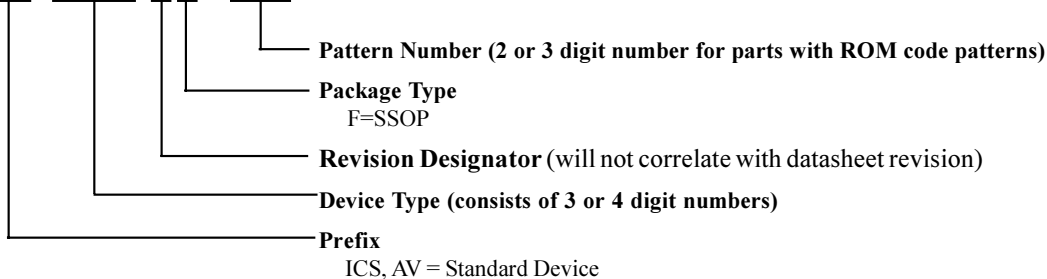 Pattern Number (2 or 3 digit number for parts with ROM code patterns)
Package Type
F=SSOP
Revision Designator (will not correlate with datasheet revision)
Device Type (consists of 3 or 4 digit numbers)
Prefix
ICS, AV = Standard Device